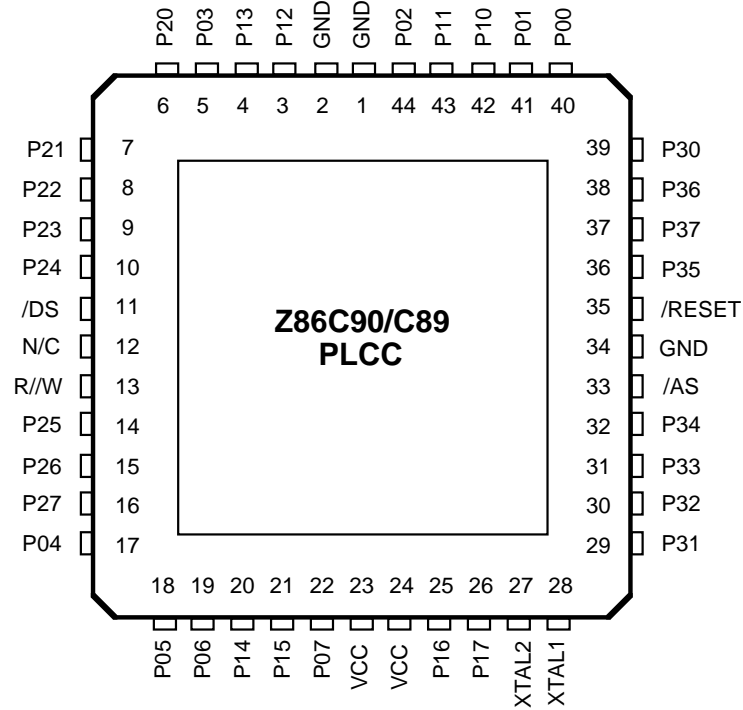 P20 P03 P13 P12 GND GND P02 P11 P10 P01 P00
6 5 4 3 2 1 44 43 42 41 40
P21 7 39 P30
P22 8 38 P36
P23 9 37 P37
P24 10 36 P35
/DS 11 35 /RESET
N/C 12 34 GND
R//W 13 33 /AS
P25 14 32 P34
P26 15 31 P33
P27 16 30 P32
P04 17 29 P31
Z86C90/C89
PLCC
18 19 20 21 22 23 24 25 26 27 28
P05 P06 P14 P15 P07 VCC VCC P16 P17 XTAL2 XTAL1